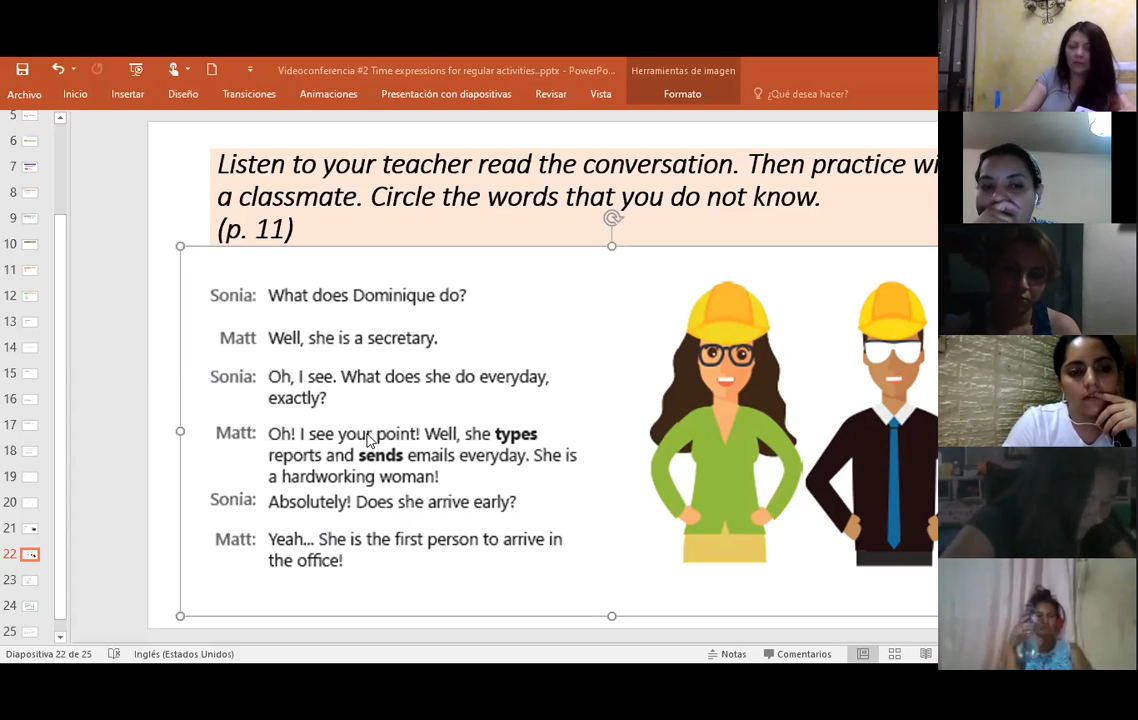 Videoconferencia #2 Time expressions for regular activities..pptx - PowerPo...
Herramientas de imagen
Archivo Inicio Insertar Diseño Transiciones Animaciones Presentación con diapositivas Revisar Vista Formato ¿Qué desea hacer?
5
6
7
8
9
10
11
12
13
14
15
16
17
18
19
20
21
22
23
24
25
Listen to your teacher read the conversation. Then practice wi
a classmate. Circle the words that you do not know.
(p. 11)
Sonia: What does Dominique do?
Matt Well, she is a secretary.
Sonia: Oh, I see. What does she do everyday,
exactly?
Matt: Oh! I see your point! Well, she types
reports and sends emails everyday. She is
a hardworking woman!
Sonia: Absolutely! Does she arrive early?
Matt: Yeah... She is the first person to arrive in
the office!
Diapositiva 22 de 25 Inglés (Estados Unidos) Notas Comentarios